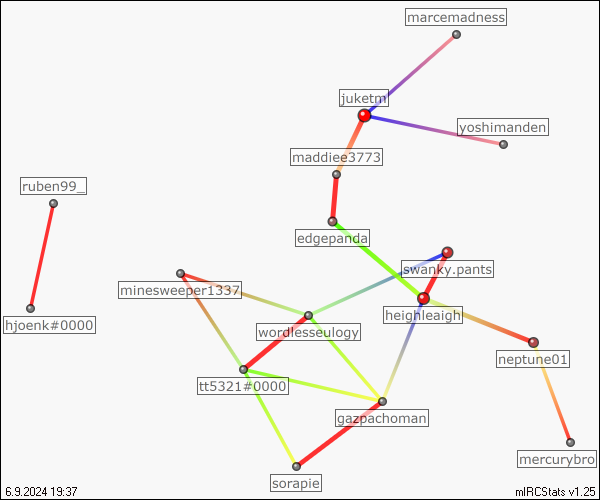 marcemadness
juketm
yoshimanden
maddiee3773
ruben99_
edgepanda
swanky.pants
minesweeper1337
heighleaigh
hjoenk#0000
wordlesseulogy
neptune01
tt5321#0000
gazpachoman
mercurybro
sorapie
6.9.2024 19:37
mIRCStats v1.25